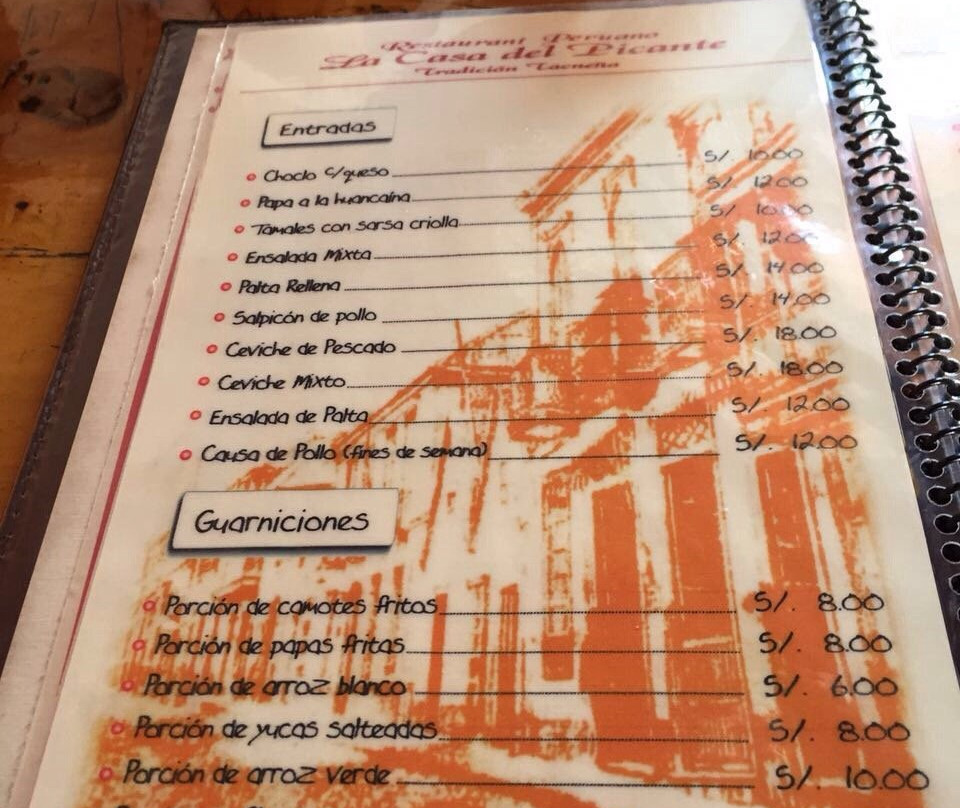 Restaurant Peruano
La Casa del Picante
Tradición Tacneña
Entradas
Choclo c/queso S/. 10.00
Papa a la huancaína S/. 12.00
Tamales con sarsa criolla S/. 10.00
Ensalada Mixta S/. 12.00
Palta Rellena S/. 14.00
Salpicón de pollo S/. 14.00
Ceviche de Pescado S/. 18.00
Ceviche Mixto S/. 18.00
Ensalada de Palta S/. 12.00
Causa de Pollo (fines de semana) S/. 12.00
Guarniciones
Porción de camotes fritos S/. 8.00
Porción de papas fritas S/. 8.00
Porción de arroz blanco S/. 6.00
Porción de yucas salteadas S/. 8.00
Porción de arroz verde S/. 10.00